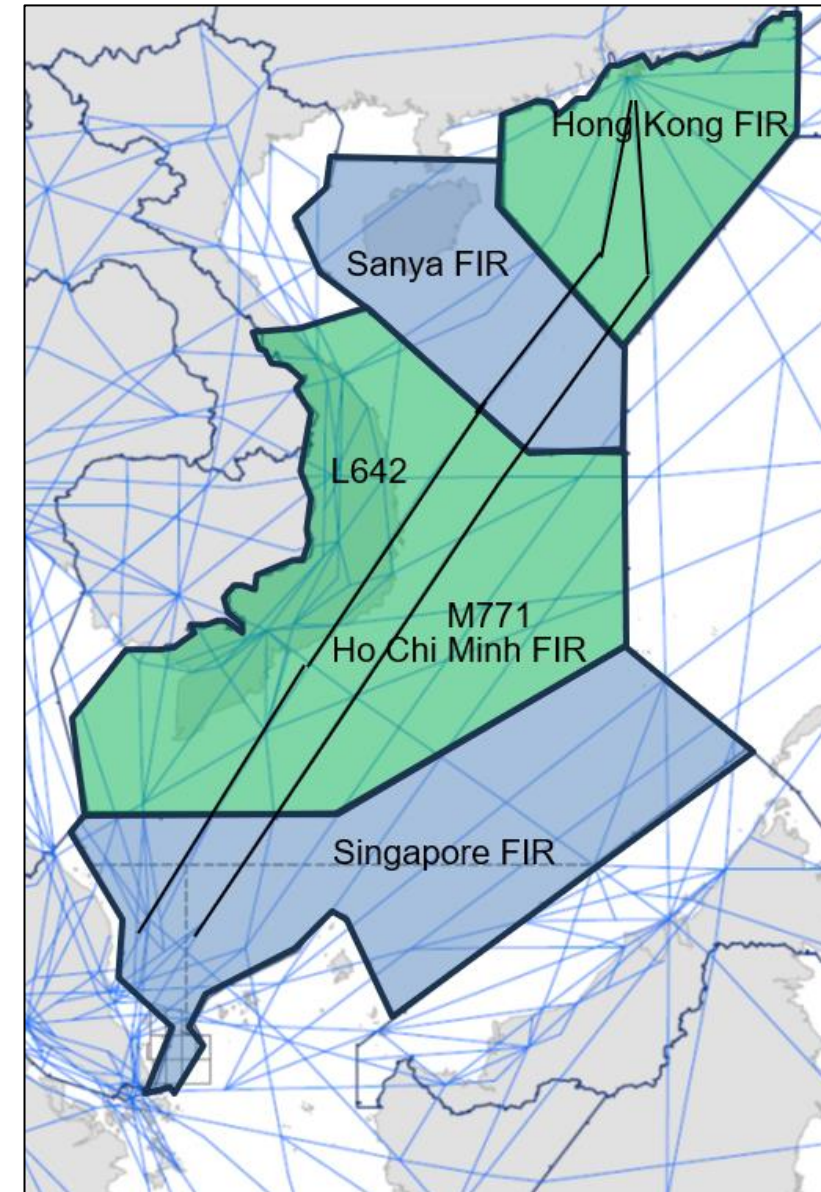 Hong Kong FIR
Sanya FIR
L642
M771
Ho Chi Minh FIR
Singapore FIR